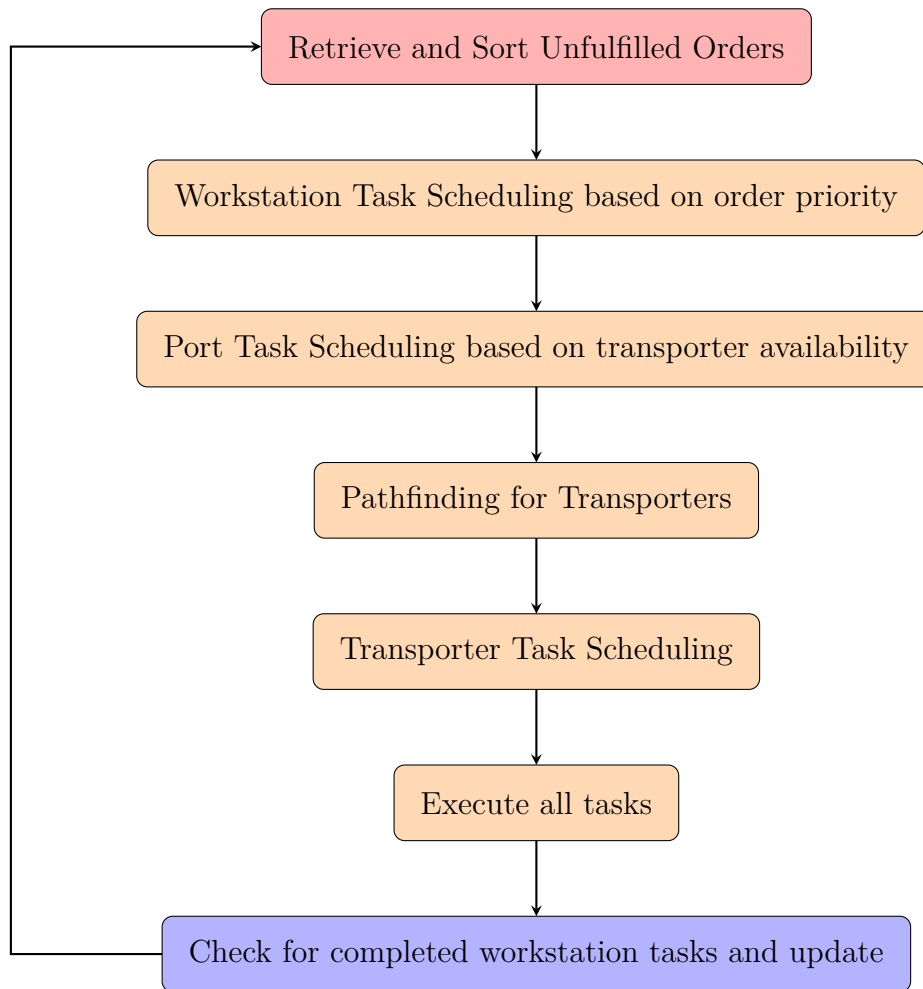 Retrieve and Sort Unfulfilled Orders
Workstation Task Scheduling based on order priority
Port Task Scheduling based on transporter availability
Pathfinding for Transporters
Transporter Task Scheduling
Execute all tasks
Check for completed workstation tasks and update